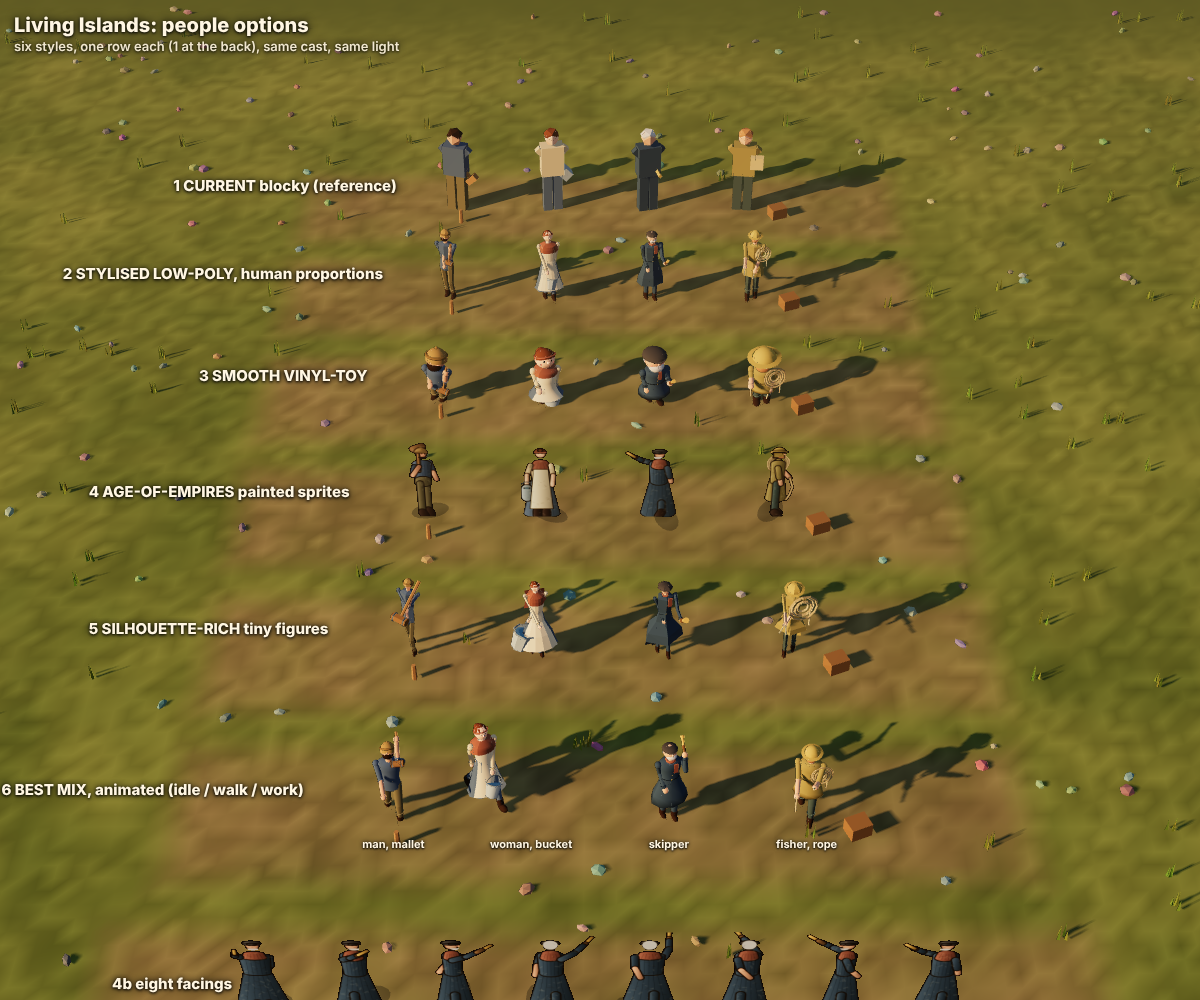 Living Islands: people options
six styles, one row each (1 at the back), same cast, same light
1 CURRENT blocky (reference)
2 STYLISED LOW-POLY, human proportions
3 SMOOTH VINYL-TOY
4 AGE-OF-EMPIRES painted sprites
5 SILHOUETTE-RICH tiny figures
6 BEST MIX, animated (idle / walk / work)
man, mallet
woman, bucket
skipper
fisher, rope
4b eight facings